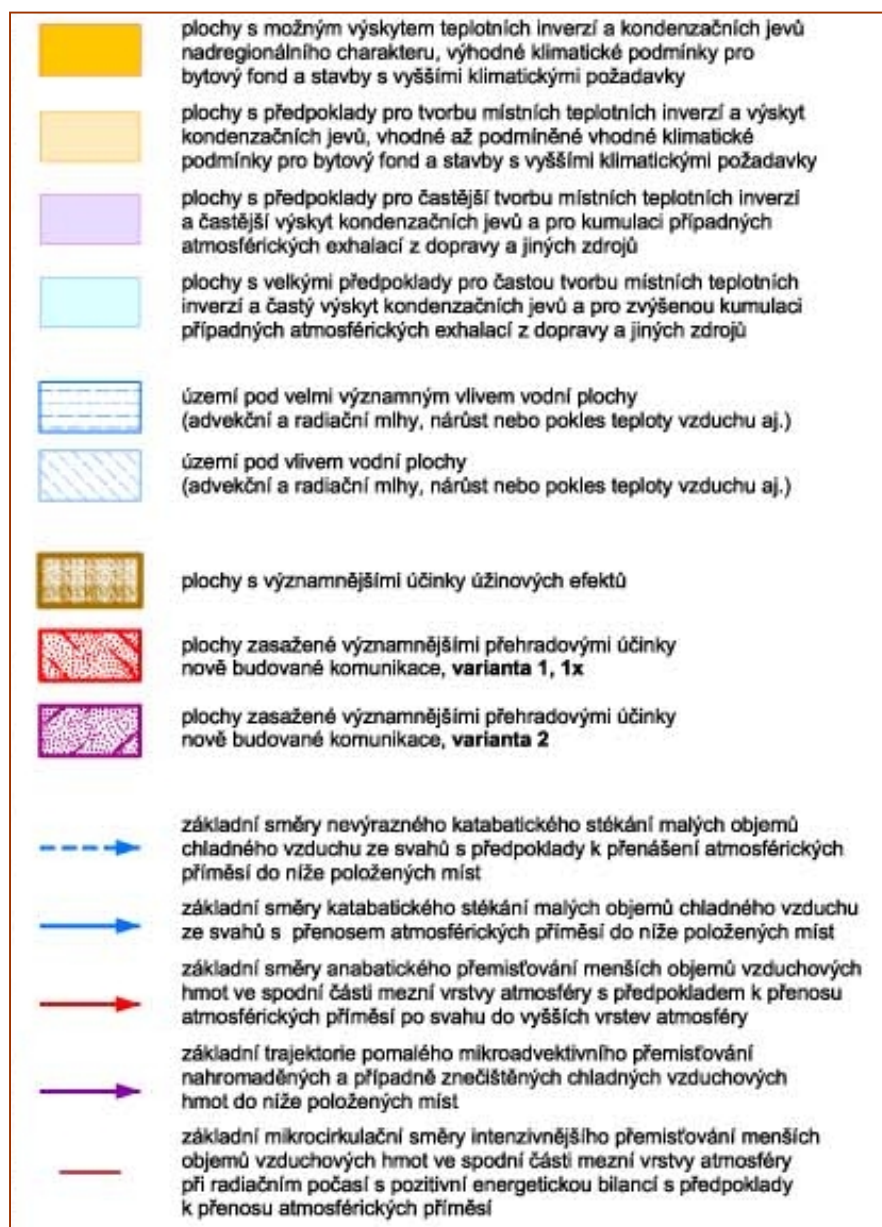 plochy s možným výskytem teplotních inverzí a kondenzačních jevů
nadregionálního charakteru, výhodné klimatické podmínky pro
bytový fond a stavby s vyššími klimatickými požadavky
plochy s předpoklady pro tvorbu místních teplotních inverzí a výskyt
kondenzačních jevů, vhodné až podmíněné vhodné klimatické
podmínky pro bytový fond a stavby s vyššími klimatickými požadavky
plochy s předpoklady pro častější tvorbu místních teplotních inverzí
a častější výskyt kondenzačních jevů a pro kumulaci případných
atmosférických exhalací z dopravy a jiných zdrojů
plochy s velkými předpoklady pro častou tvorbu místních teplotních
inverzí a častý výskyt kondenzačních jevů a pro zvýšenou kumulaci
případných atmosférických exhalací z dopravy a jiných zdrojů
území pod velmi významným vlivem vodní plochy
(advekční a radiační mlhy, nárůst nebo pokles teploty vzduchu aj.)
území pod vlivem vodní plochy
(advekční a radiační mlhy, nárůst nebo pokles teploty vzduchu aj.)
plochy s významnějšími účinky úžinových efektů
plochy zasažené významnějšími přehradovými účinky
nově budované komunikace, varianta 1, 1x
plochy zasažené významnějšími přehradovými účinky
nově budované komunikace, varianta 2
základní směry nevýrazného katabatického stékání malých objemů
chladného vzduchu ze svahů s předpoklady k přenášení atmosférických
příměsí do níže položených míst
základní směry katabatického stékání malých objemů chladného vzduchu
ze svahů s přenosem atmosférických příměsí do níže položených míst
základní směry anabatického přemisťování menších objemů vzduchových
hmot ve spodní části mezní vrstvy atmosféry s předpokladem k přenosu
atmosférických příměsí po svahu do vyšších vrstev atmosféry
základní trajektorie pomalého mikroadvektivního přemisťování
nahromaděných a případně znečištěných chladných vzduchových
hmot do níže položených míst
základní mikrocirkulační směry intenzivnějšího přemisťování menších
objemů vzduchových hmot ve spodní části mezní vrstvy atmosféry
při radiačním počasí s pozitivní energetickou bilancí s předpoklady
k přenosu atmosférických příměsí